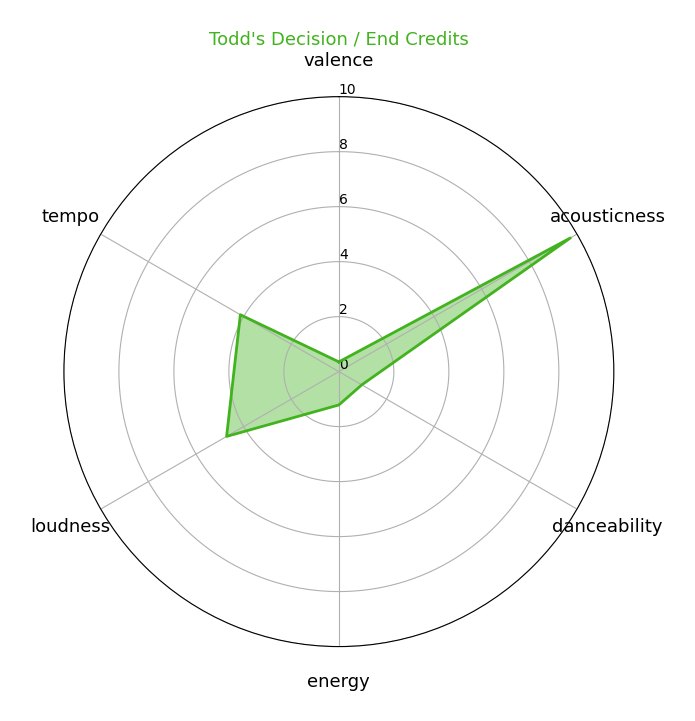 Todd's Decision / End Credits
valence
10
8
6
4
2
0
tempo
acousticness
loudness
danceability
energy